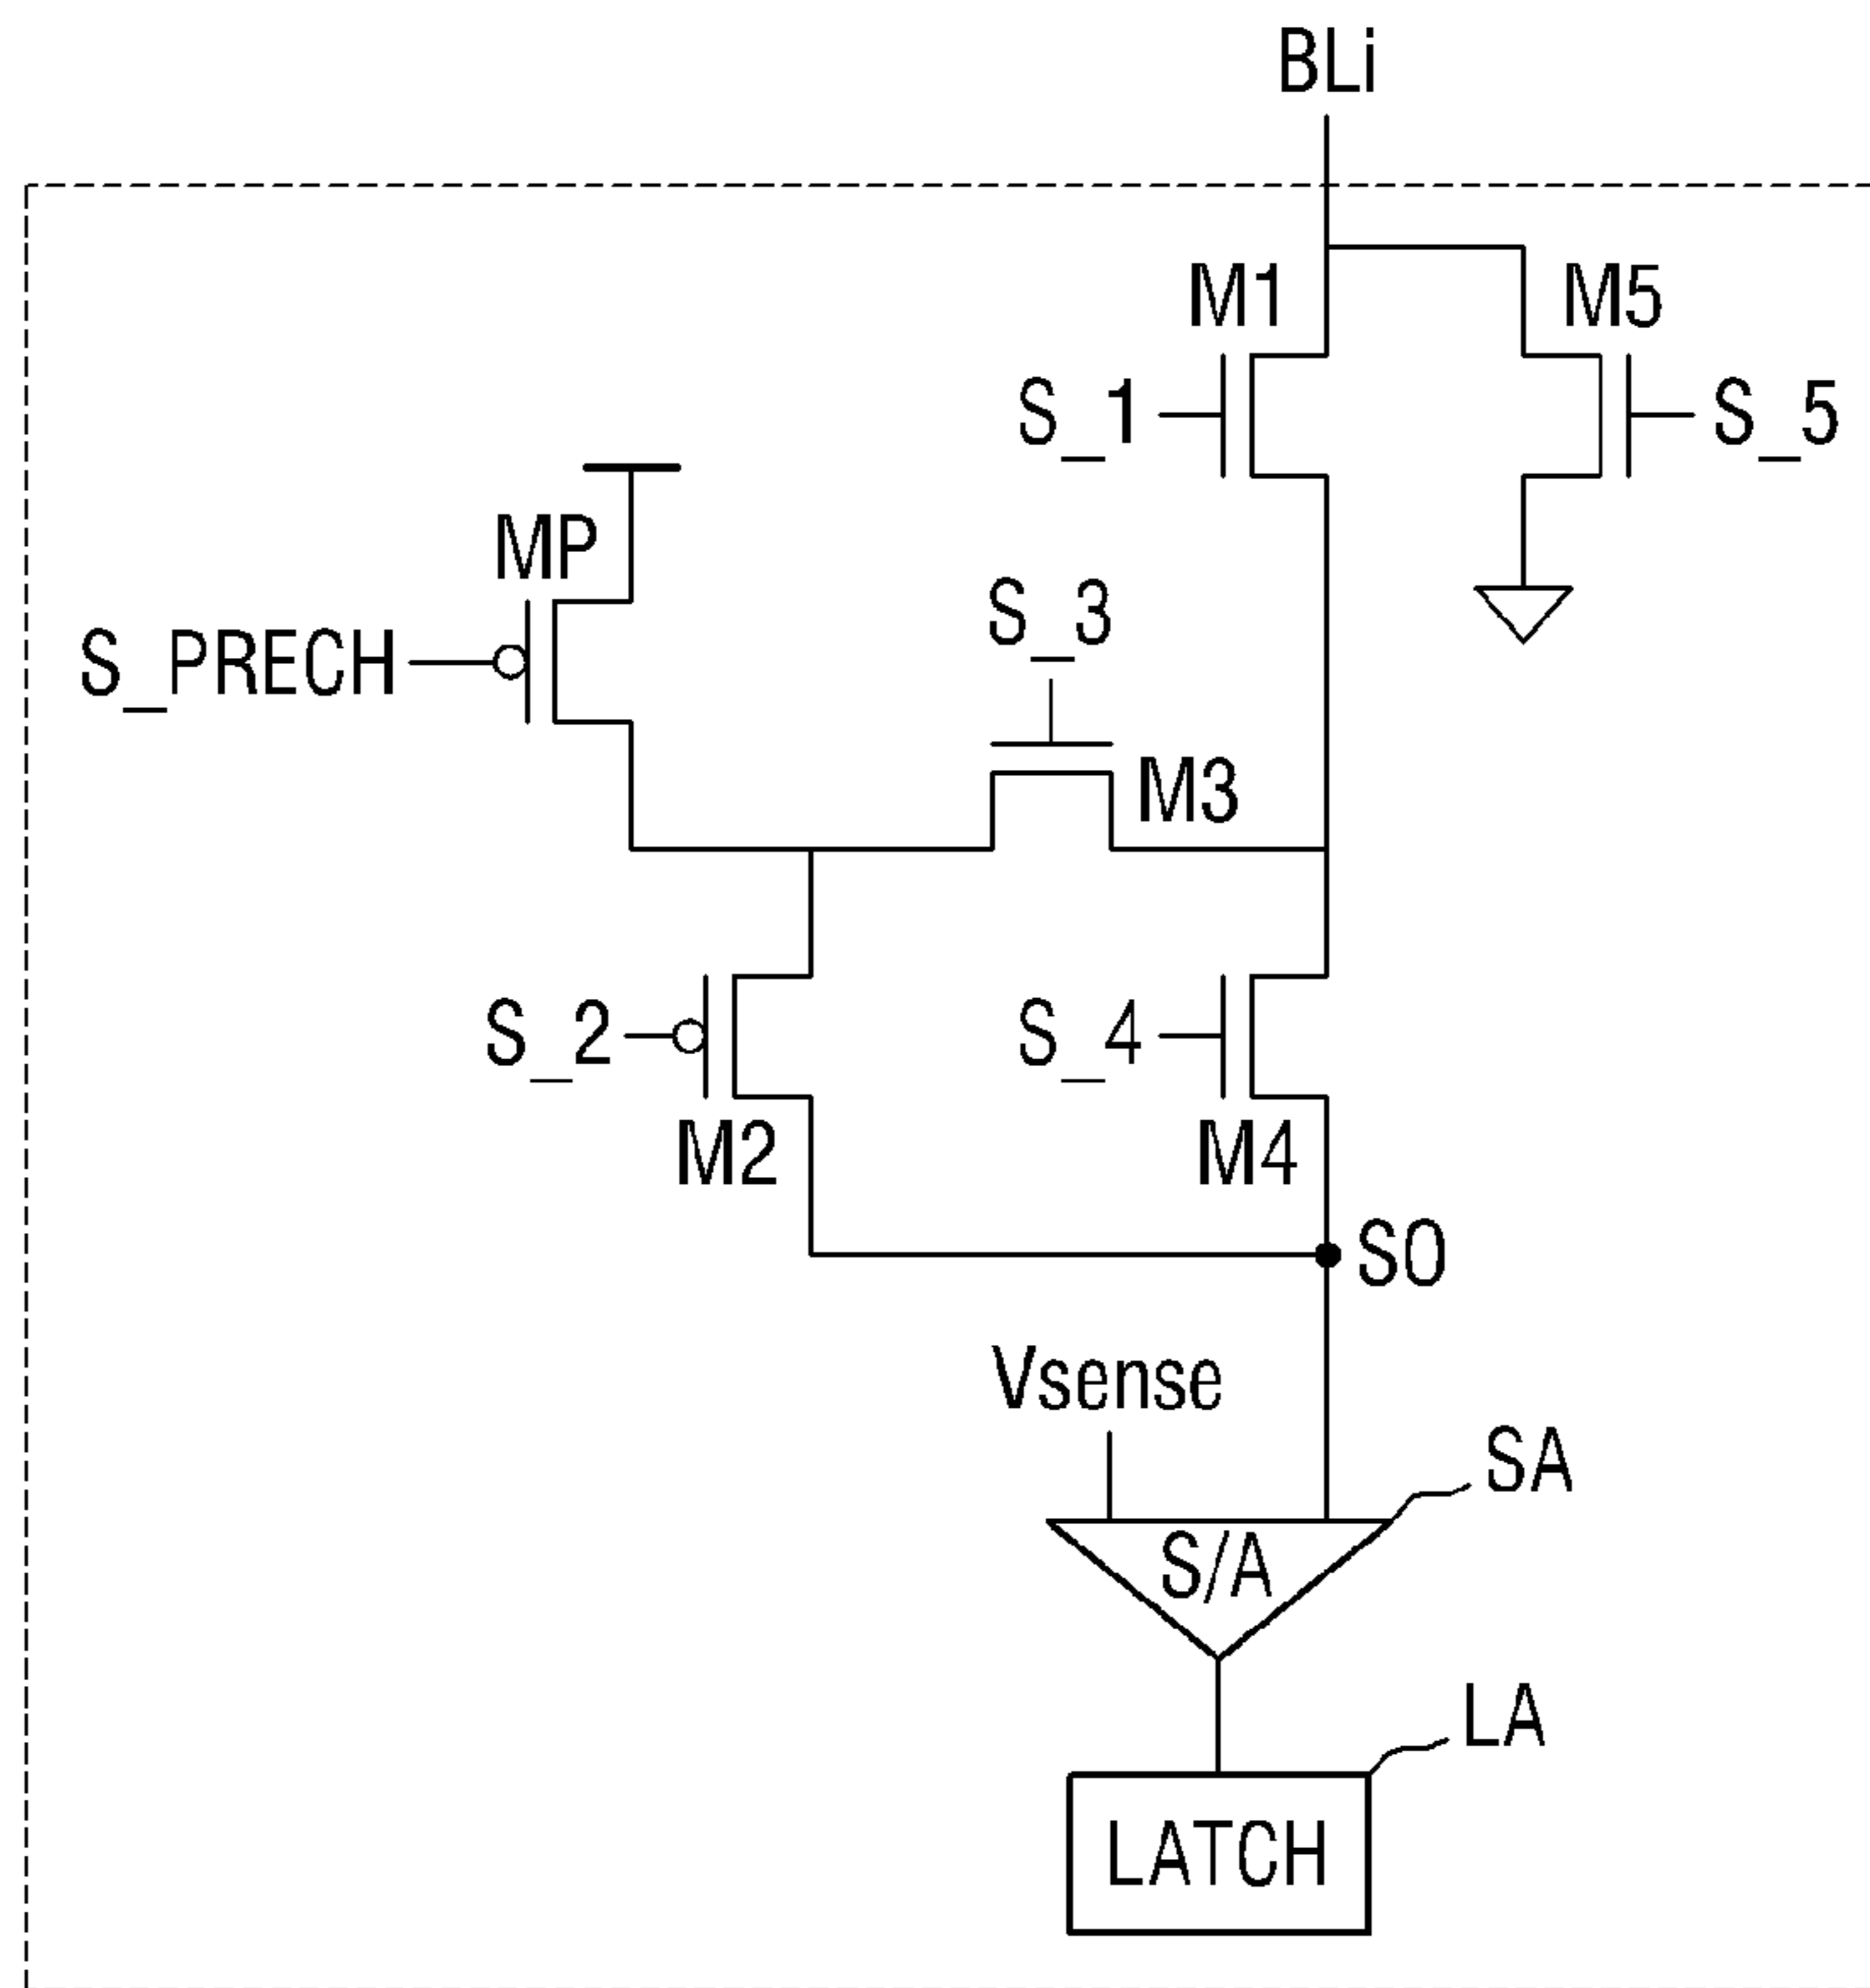 BLi
M1
M5
S_1
S_5
MP
S_3
S_PRECH
M3
S_2
S_4
M2
M4
SO
Vsense
SA
S/A
LA
LATCH